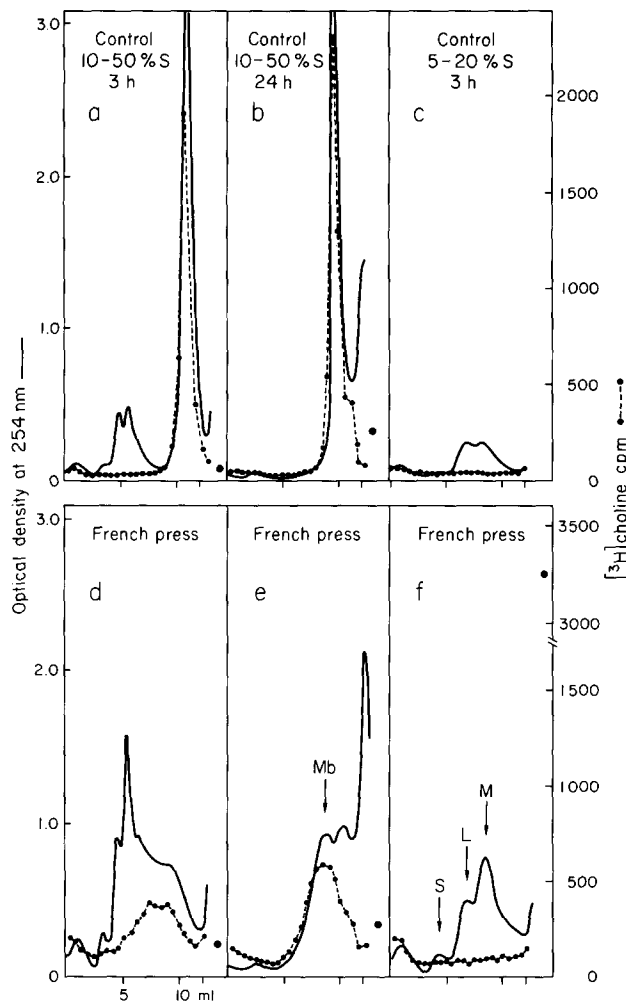 3.0
2.0
1.0
0
Control
10-50 % S
3 h
a
Control
10-50 % S
24 h
b
Control
5-20 % S
3 h
c
2000
1500
1000
500
0
Optical density at 254 nm
[³H]choline cpm
3.0
2.0
1.0
0
French press
d
French press
e
Mb
French press
f
S
L
M
3500
3000
1500
1000
500
0
5
10 ml